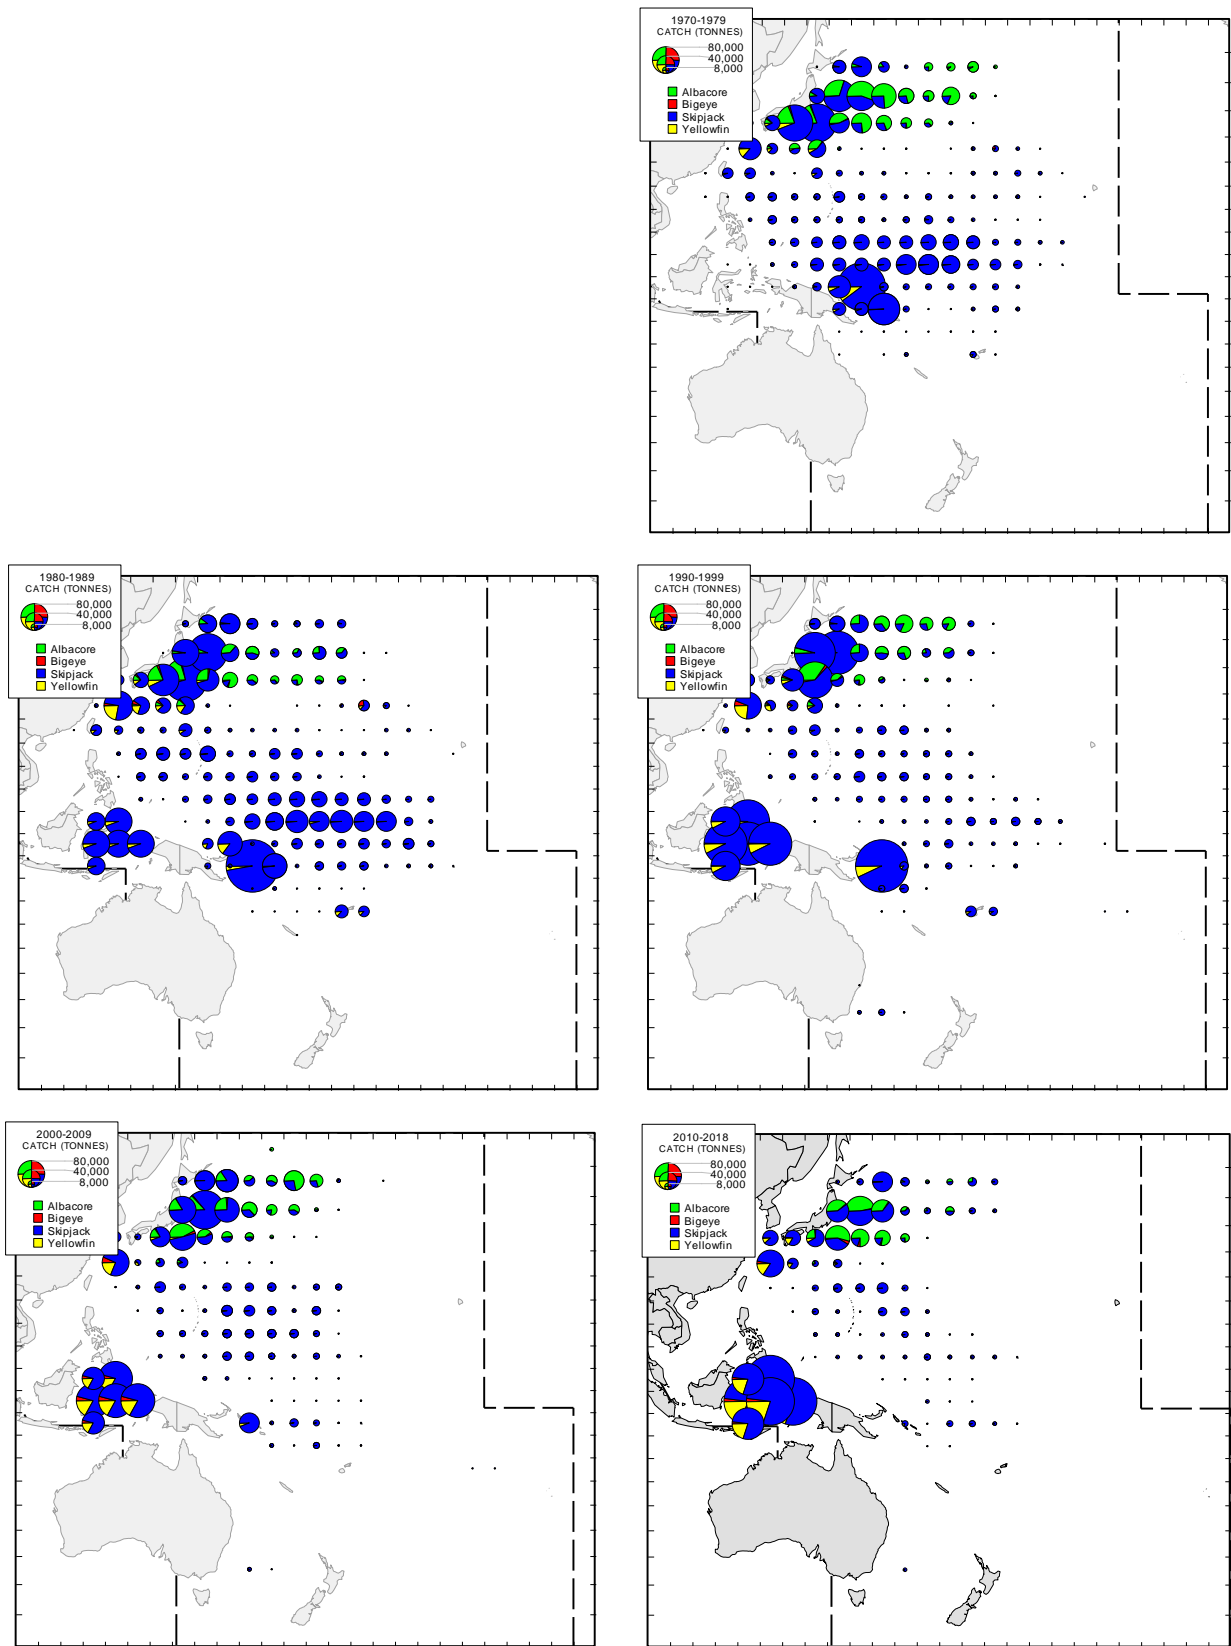 1970-1979
CATCH (TONNES)
80,000
40,000
8,000
Albacore
Bigeye
Skipjack
Yellowfin
1980-1989
CATCH (TONNES)
80,000
40,000
8,000
Albacore
Bigeye
Skipjack
Yellowfin
1990-1999
CATCH (TONNES)
80,000
40,000
8,000
Albacore
Bigeye
Skipjack
Yellowfin
2000-2009
CATCH (TONNES)
80,000
40,000
8,000
Albacore
Bigeye
Skipjack
Yellowfin
2010-2018
CATCH (TONNES)
80,000
40,000
8,000
Albacore
Bigeye
Skipjack
Yellowfin